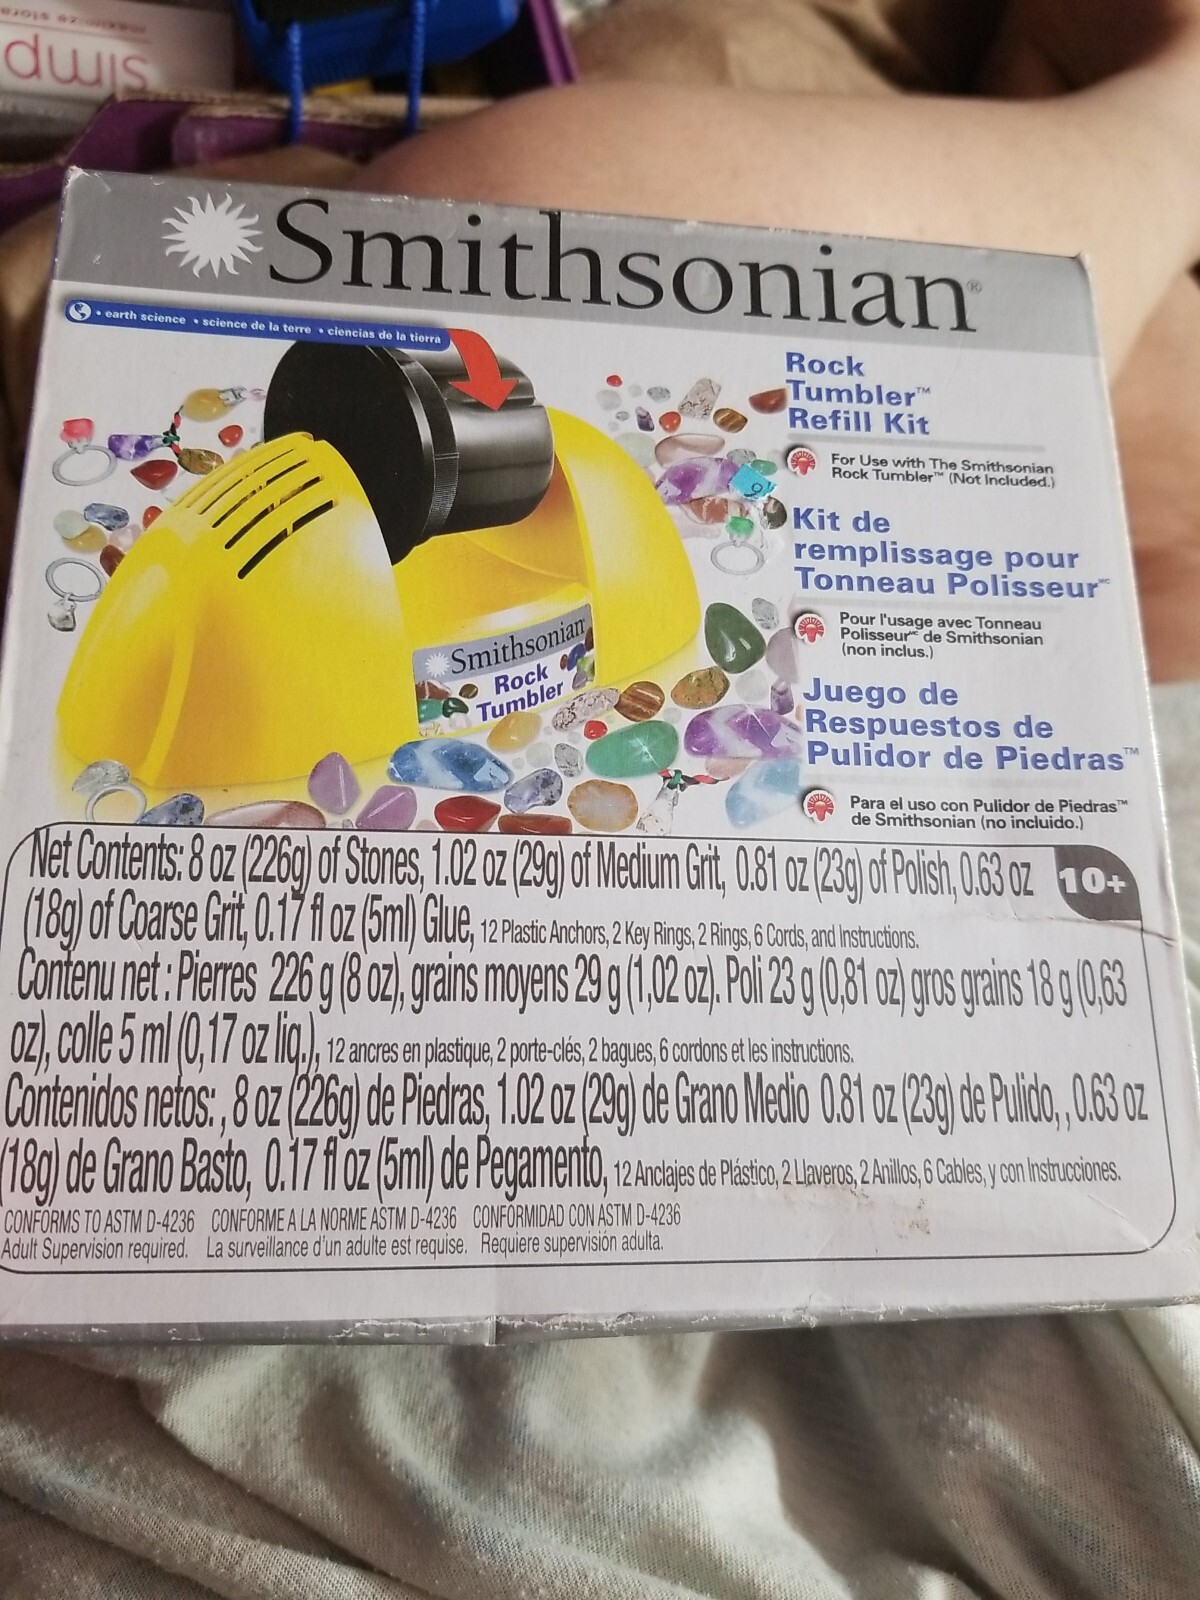 simp
maximize stora
Smithsonian®
• earth science • science de la terre • ciencias de la tierra
Rock
Tumbler™
Refill Kit
For Use with The Smithsonian
Rock Tumbler™ (Not Included.)
Kit de
remplissage pour
Tonneau Polisseur MC
Pour l'usage avec Tonneau
Polisseur MC de Smithsonian
(non inclus.)
Smithsonian
Rock
Tumbler
Juego de
Respuestos de
Pulidor de Piedras™
Para el uso con Pulidor de Piedras™
de Smithsonian (no incluido.)
Net Contents: 8 oz (226g) of Stones, 1.02 oz (29g) of Medium Grit, 0.81 oz (23g) of Polish, 0.63 oz
10+
(18g) of Coarse Grit, 0.17 fl oz (5ml) Glue, 12 Plastic Anchors, 2 Key Rings, 2 Rings, 6 Cords, and Instructions.
Contenu net : Pierres 226 g (8 oz), grains moyens 29 g (1,02 oz). Poli 23 g (0,81 oz) gros grains 18 g (0,63
oz), colle 5 ml (0,17 oz liq.), 12 ancres en plastique, 2 porte-clés, 2 bagues, 6 cordons et les instructions.
Contenidos netos: , 8 oz (226g) de Piedras, 1.02 oz (29g) de Grano Medio 0.81 oz (23g) de Pulido, , 0.63 oz
(18g) de Grano Basto, 0.17 fl oz (5ml) de Pegamento, 12 Anclajes de Plástico, 2 Llaveros, 2 Anillos, 6 Cables, y con Instrucciones.
CONFORMS TO ASTM D-4236 CONFORME A LA NORME ASTM D-4236 CONFORMIDAD CON ASTM D-4236
Adult Supervision required. La surveillance d'un adulte est requise. Requiere supervisión adulta.